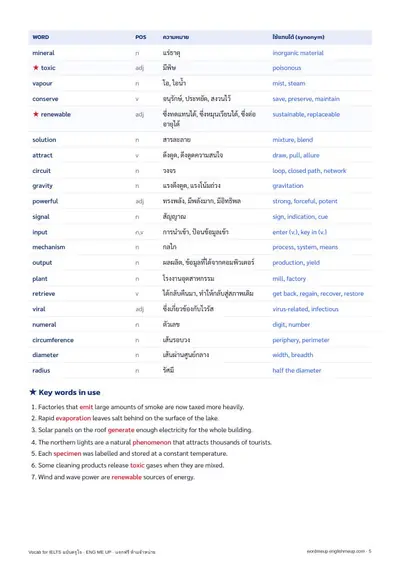 WORD POS ความหมาย ใช้แทนได้ (synonym)
mineral n แร่ธาตุ inorganic material
★ toxic adj มีพิษ poisonous
vapour n ไอ, ไอน้ำ mist, steam
conserve v อนุรักษ์, ประหยัด, สงวนไว้ save, preserve, maintain
★ renewable adj ซึ่งทดแทนได้, ซึ่งหมุนเวียนได้, ซึ่งต่อ sustainable, replaceable
อายุได้
solution n สารละลาย mixture, blend
attract v ดึงดูด, ดึงดูดความสนใจ draw, pull, allure
circuit n วงจร loop, closed path, network
gravity n แรงดึงดูด, แรงโน้มถ่วง gravitation
powerful adj ทรงพลัง, มีพลังมาก, มีอิทธิพล strong, forceful, potent
signal n สัญญาณ sign, indication, cue
input n,v การนำเข้า, ป้อนข้อมูลเข้า enter (v.), key in (v.)
mechanism n กลไก process, system, means
output n ผลผลิต, ข้อมูลที่ได้จากคอมพิวเตอร์ production, yield
plant n โรงงานอุตสาหกรรม mill, factory
retrieve v ได้กลับคืนมา, ทำให้กลับสู่สภาพเดิม get back, regain, recover, restore
viral adj ซึ่งเกี่ยวข้องกับไวรัส virus-related, infectious
numeral n ตัวเลข digit, number
circumference n เส้นรอบวง periphery, perimeter
diameter n เส้นผ่านศูนย์กลาง width, breadth
radius n รัศมี half the diameter
★ Key words in use
1. Factories that emit large amounts of smoke are now taxed more heavily.
2. Rapid evaporation leaves salt behind on the surface of the lake.
3. Solar panels on the roof generate enough electricity for the whole building.
4. The northern lights are a natural phenomenon that attracts thousands of tourists.
5. Each specimen was labelled and stored at a constant temperature.
6. Some cleaning products release toxic gases when they are mixed.
7. Wind and wave power are renewable sources of energy.
Vocab for IELTS ฉบับครูโจ · ENG ME UP · แจกฟรี ห้ามจำหน่าย wordmeup.englishmeup.com · 5